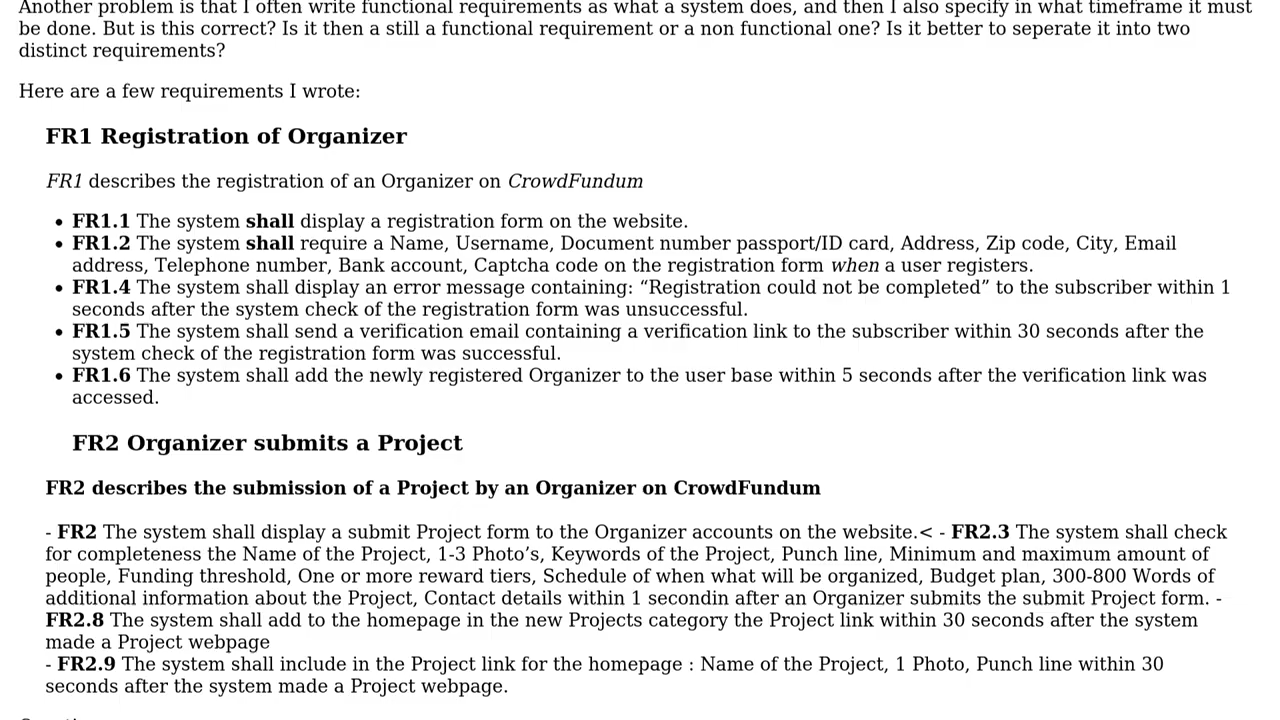 Another problem is that I often write functional requirements as what a system does, and then I also specify in what timeframe it must
be done. But is this correct? Is it then a still a functional requirement or a non functional one? Is it better to seperate it into two
distinct requirements?
Here are a few requirements I wrote:
FR1 Registration of Organizer
FR1 describes the registration of an Organizer on CrowdFundum
• FR1.1 The system shall display a registration form on the website.
• FR1.2 The system shall require a Name, Username, Document number passport/ID card, Address, Zip code, City, Email
address, Telephone number, Bank account, Captcha code on the registration form when a user registers.
• FR1.4 The system shall display an error message containing: “Registration could not be completed” to the subscriber within 1
seconds after the system check of the registration form was unsuccessful.
• FR1.5 The system shall send a verification email containing a verification link to the subscriber within 30 seconds after the
system check of the registration form was successful.
• FR1.6 The system shall add the newly registered Organizer to the user base within 5 seconds after the verification link was
accessed.
FR2 Organizer submits a Project
FR2 describes the submission of a Project by an Organizer on CrowdFundum
- FR2 The system shall display a submit Project form to the Organizer accounts on the website.< - FR2.3 The system shall check
for completeness the Name of the Project, 1-3 Photo’s, Keywords of the Project, Punch line, Minimum and maximum amount of
people, Funding threshold, One or more reward tiers, Schedule of when what will be organized, Budget plan, 300-800 Words of
additional information about the Project, Contact details within 1 secondin after an Organizer submits the submit Project form. -
FR2.8 The system shall add to the homepage in the new Projects category the Project link within 30 seconds after the system
made a Project webpage
- FR2.9 The system shall include in the Project link for the homepage : Name of the Project, 1 Photo, Punch line within 30
seconds after the system made a Project webpage.